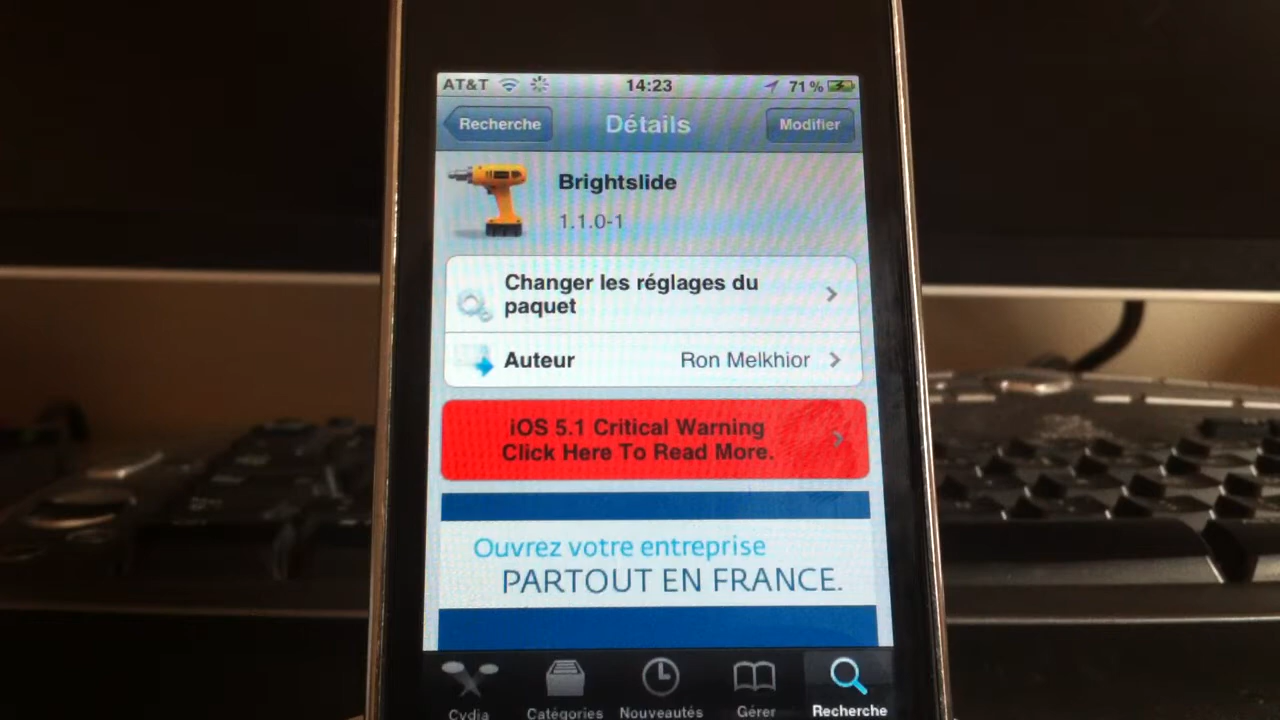 AT&T 14:23 71%
Recherche Détails Modifier
Brightslide
1.1.0-1
Changer les réglages du
paquet
Auteur Ron Melkhior
iOS 5.1 Critical Warning
Click Here To Read More.
Ouvrez votre entreprise
PARTOUT EN FRANCE.
Cydia Catégories Nouveautés Gérer Recherche